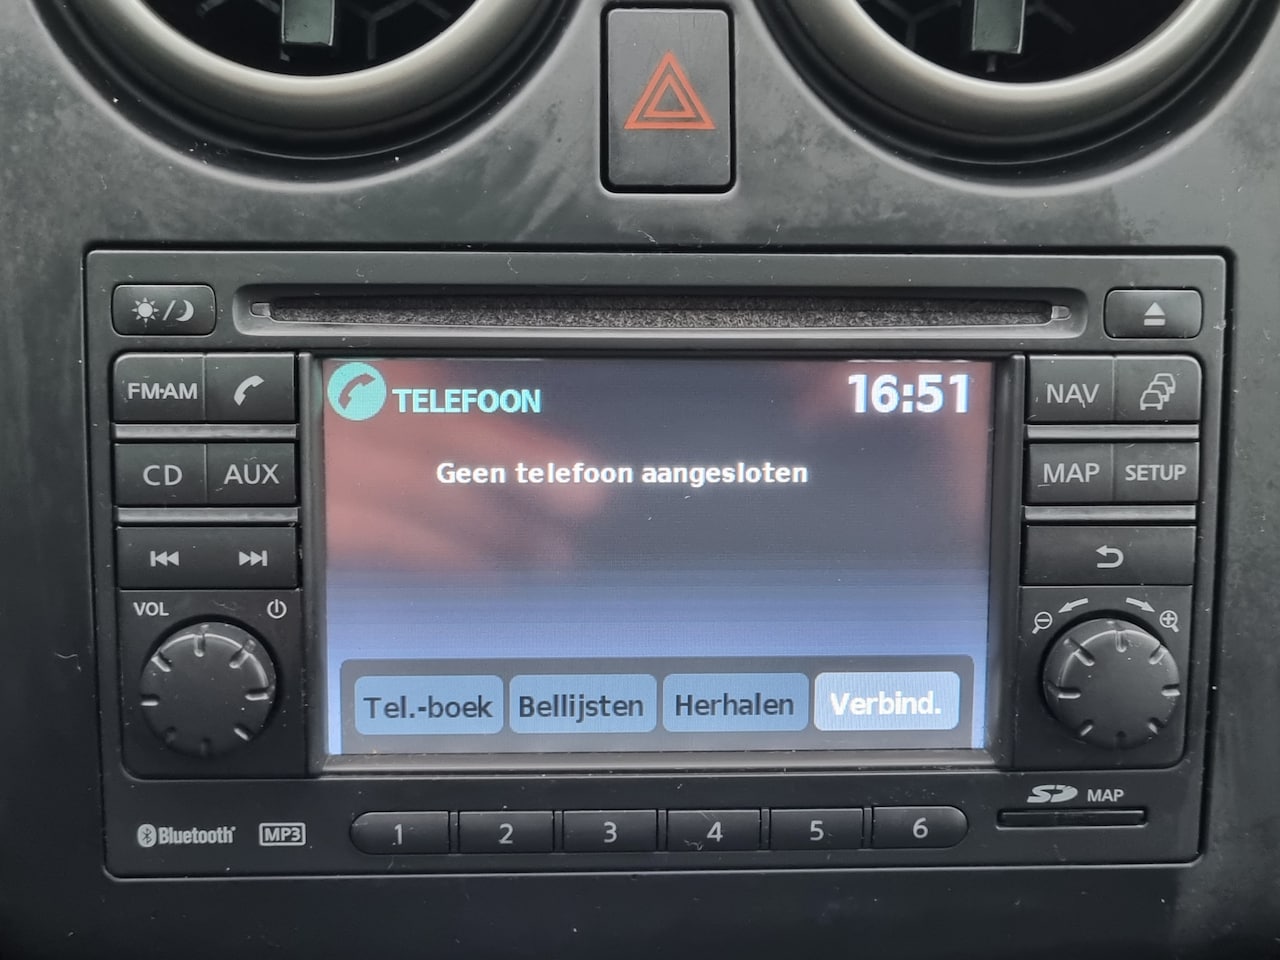 FM·AM
CD
AUX
VOL
TELEFOON
16:51
Geen telefoon aangesloten
Tel.-boek
Bellijsten
Herhalen
Verbind.
NAV
MAP
SETUP
Bluetooth
MP3
1
2
3
4
5
6
SD
MAP